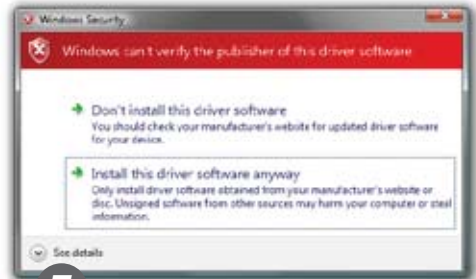 Windows Security
Windows can't verify the publisher of this driver software
Don't install this driver software
You should check your manufacturer's website for updated driver software
for your device.
Install this driver software anyway
Only install driver software obtained from your manufacturer's website or
disc. Unsigned software from other sources may harm your computer or steal
information.
See details